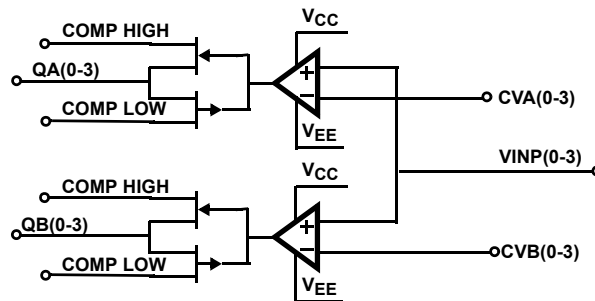 COMP HIGH
VCC
QA(0-3)
+
−
CVA(0-3)
COMP LOW
VEE
VINP(0-3)
VCC
COMP HIGH
QB(0-3)
+
−
CVB(0-3)
COMP LOW
VEE